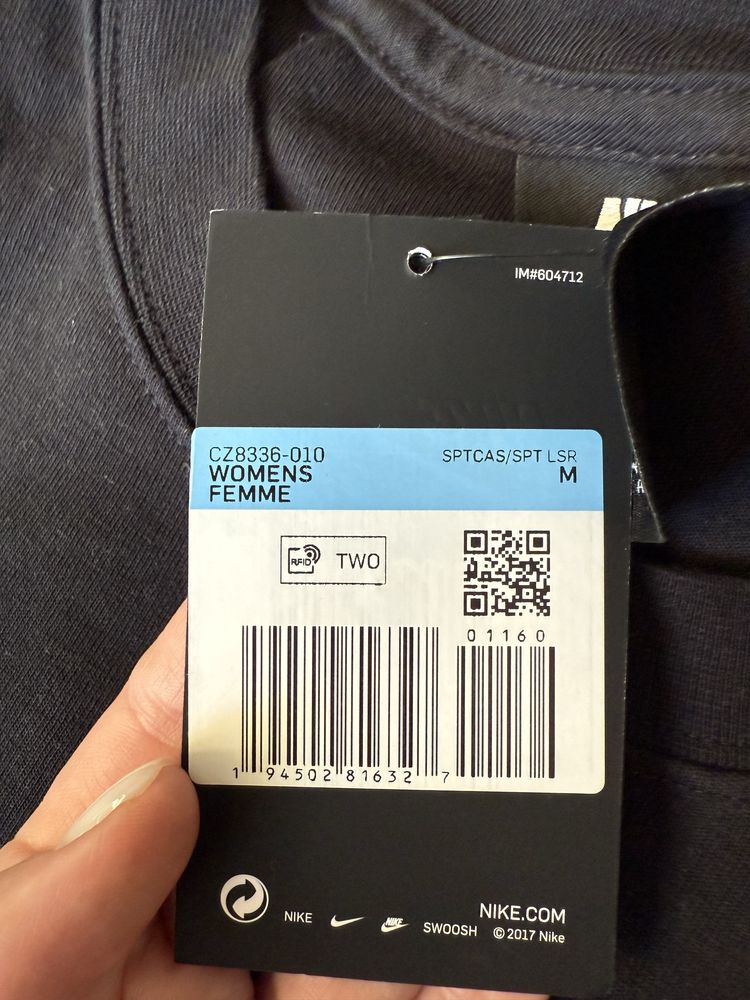 IM#604712
CZ8336-010
SPTCAS/SPT LSR
WOMENS
M
FEMME
RFID
TWO
01160
1 94502 81632 7
NIKE.COM
NIKE
NIKE
SWOOSH
© 2017 Nike